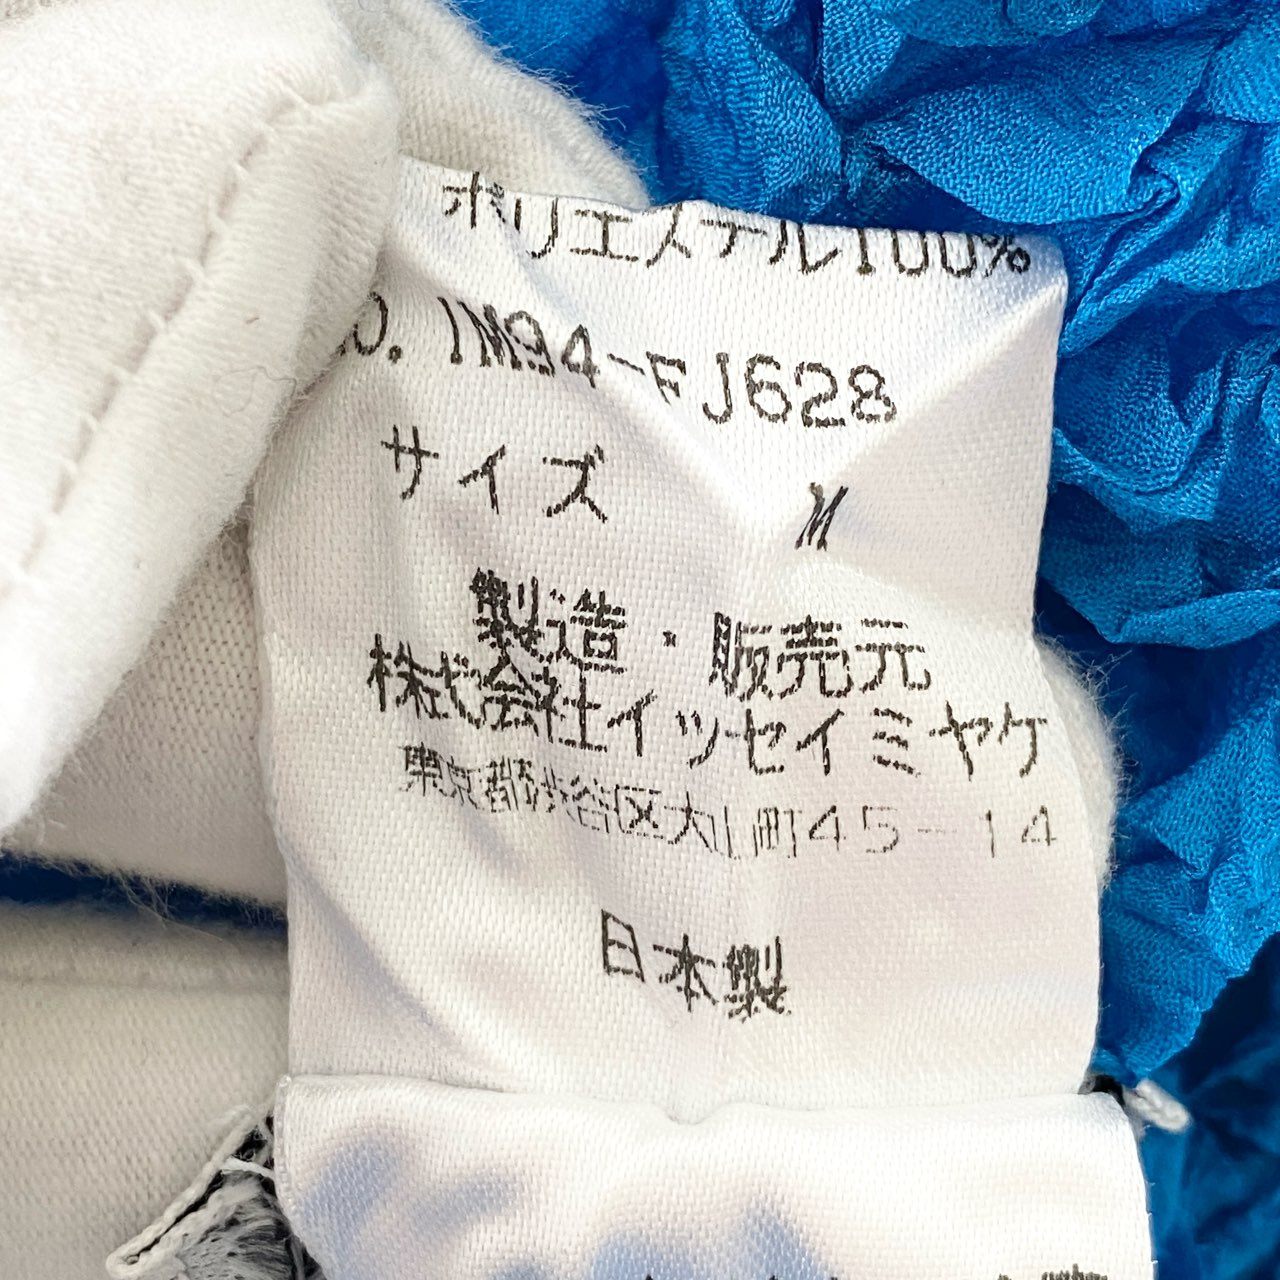 ポリエステル100%
O. IM94-FJ628
サイズ M
製造・販売元
株式会社イッセイミヤケ
東京都渋谷区大山町45-14
日本製